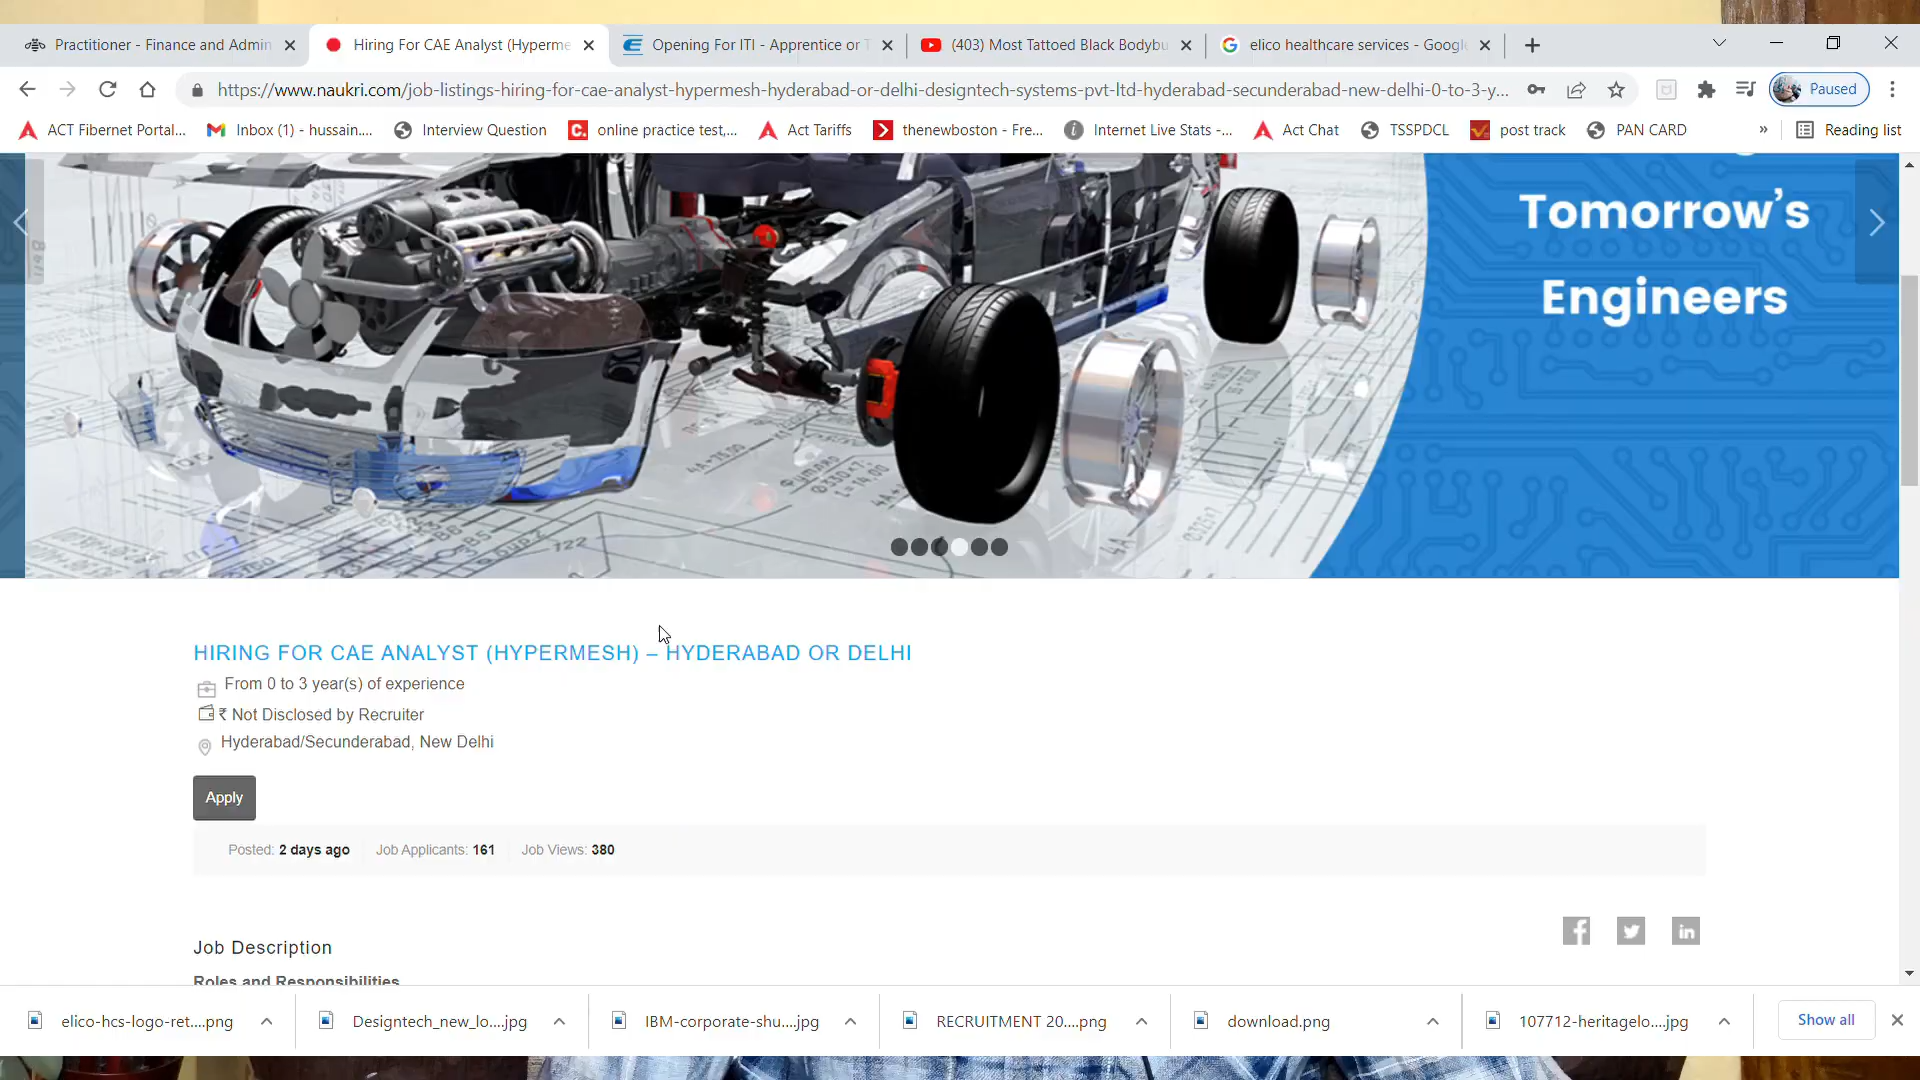 Practitioner - Finance and Admin
Hiring For CAE Analyst (Hyperme
Opening For ITI - Apprentice or T
(403) Most Tattoed Black Bodybu
elico healthcare services - Googl
https://www.naukri.com/job-listings-hiring-for-cae-analyst-hypermesh-hyderabad-or-delhi-designtech-systems-pvt-ltd-hyderabad-secunderabad-new-delhi-0-to-3-y...
Paused
ACT Fibernet Portal...
Inbox (1) - hussain....
Interview Question
online practice test,...
Act Tariffs
thenewboston - Fre...
Internet Live Stats -...
Act Chat
TSSPDCL
post track
PAN CARD
»
Reading list
Tomorrow's
Engineers
HIRING FOR CAE ANALYST (HYPERMESH) – HYDERABAD OR DELHI
From 0 to 3 year(s) of experience
₹ Not Disclosed by Recruiter
Hyderabad/Secunderabad, New Delhi
Apply
Posted: 2 days ago
Job Applicants: 161
Job Views: 380
Job Description
Roles and Responsibilities
elico-hcs-logo-ret....png
Designtech_new_lo....jpg
IBM-corporate-shu....jpg
RECRUITMENT 20....png
download.png
107712-heritagelo....jpg
Show all